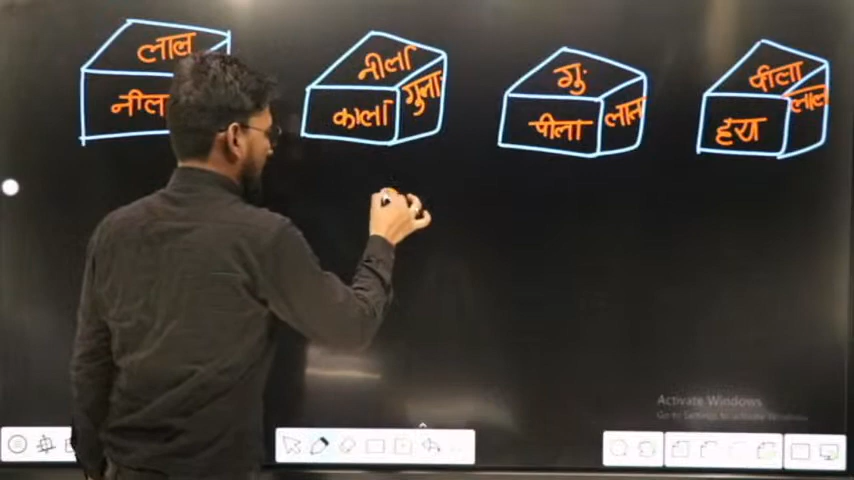 लाल
नीला
नीला
काला गुला
गु.
पीला लाल
पीला
हरा लाल
Activate Windows
Go to Settings to activate Windows.